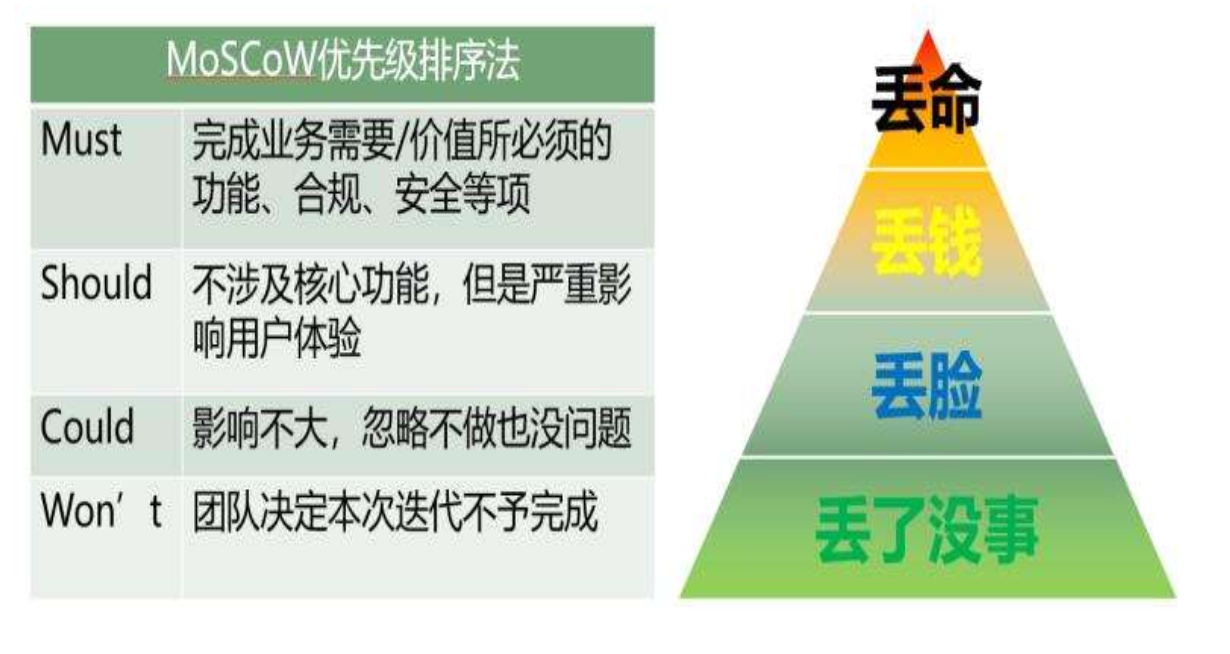 MoSCoW优先级排序法
Must
完成业务需要/价值所必须的
功能、合规、安全等项
Should
不涉及核心功能，但是严重影
响用户体验
Could
影响不大，忽略不做也没问题
Won't
团队决定本次迭代不予完成
丢命
丢钱
丢脸
丢了没事